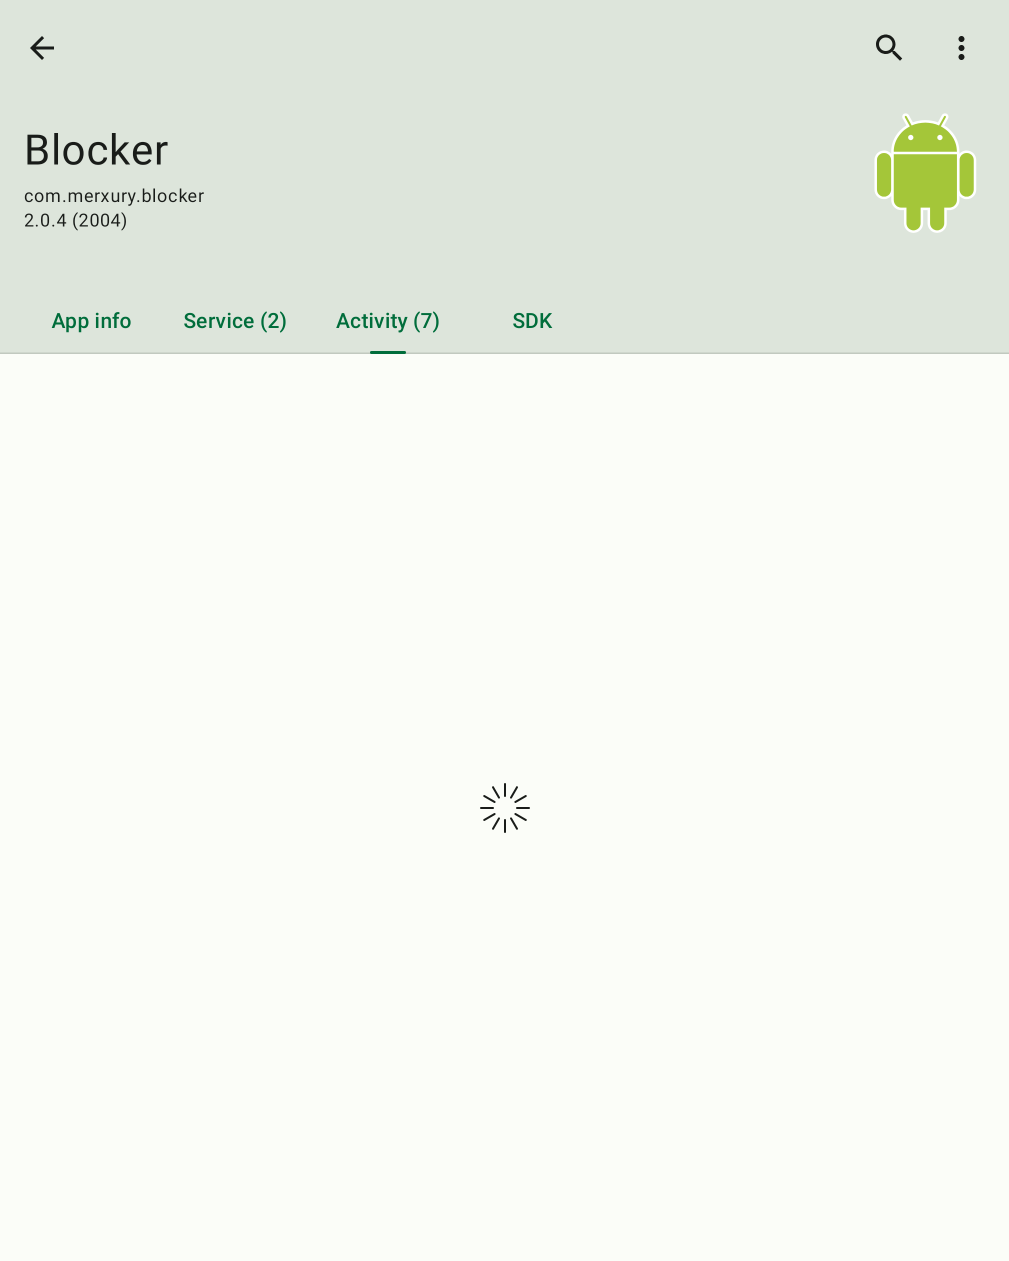 Blocker
com.merxury.blocker
2.0.4 (2004)
App info Service (2) Activity (7) SDK